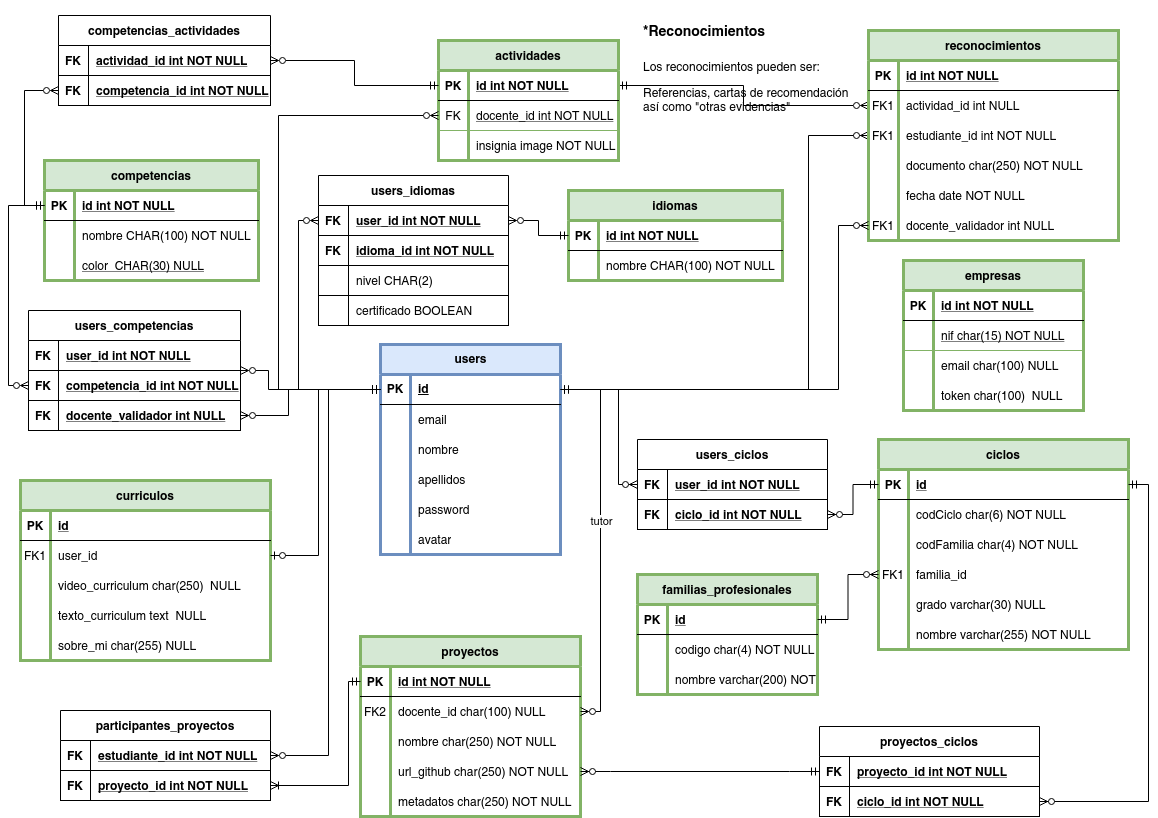 competencias_actividades
FK actividad_id int NOT NULL
FK competencia_id int NOT NULL
actividades
PK id int NOT NULL
FK docente_id int NOT NULL
insignia image NOT NULL
*Reconocimientos
Los reconocimientos pueden ser:
Referencias, cartas de recomendación
así como "otras evidencias"
reconocimientos
PK id int NOT NULL
FK1 actividad_id int NULL
FK1 estudiante_id int NOT NULL
documento char(250) NOT NULL
fecha date NOT NULL
FK1 docente_validador int NULL
competencias
PK id int NOT NULL
nombre CHAR(100) NOT NULL
color CHAR(30) NULL
users_idiomas
FK user_id int NOT NULL
FK idioma_id int NOT NULL
nivel CHAR(2)
certificado BOOLEAN
idiomas
PK id int NOT NULL
nombre CHAR(100) NOT NULL
empresas
PK id int NOT NULL
nif char(15) NOT NULL
email char(100) NULL
token char(100) NULL
users_competencias
FK user_id int NOT NULL
FK competencia_id int NOT NULL
FK docente_validador int NULL
users
PK id
email
nombre
apellidos
password
avatar
users_ciclos
FK user_id int NOT NULL
FK ciclo_id int NOT NULL
tutor
ciclos
PK id
codCiclo char(6) NOT NULL
codFamilia char(4) NOT NULL
FK1 familia_id
grado varchar(30) NULL
nombre varchar(255) NOT NULL
curriculos
PK id
FK1 user_id
video_curriculum char(250) NULL
texto_curriculum text NULL
sobre_mi char(255) NULL
familias_profesionales
PK id
codigo char(4) NOT NULL
nombre varchar(200) NOT
proyectos
PK id int NOT NULL
FK2 docente_id char(100) NULL
nombre char(250) NOT NULL
url_github char(250) NOT NULL
metadatos char(250) NOT NULL
participantes_proyectos
FK estudiante_id int NOT NULL
FK proyecto_id int NOT NULL
proyectos_ciclos
FK proyecto_id int NOT NULL
FK ciclo_id int NOT NULL